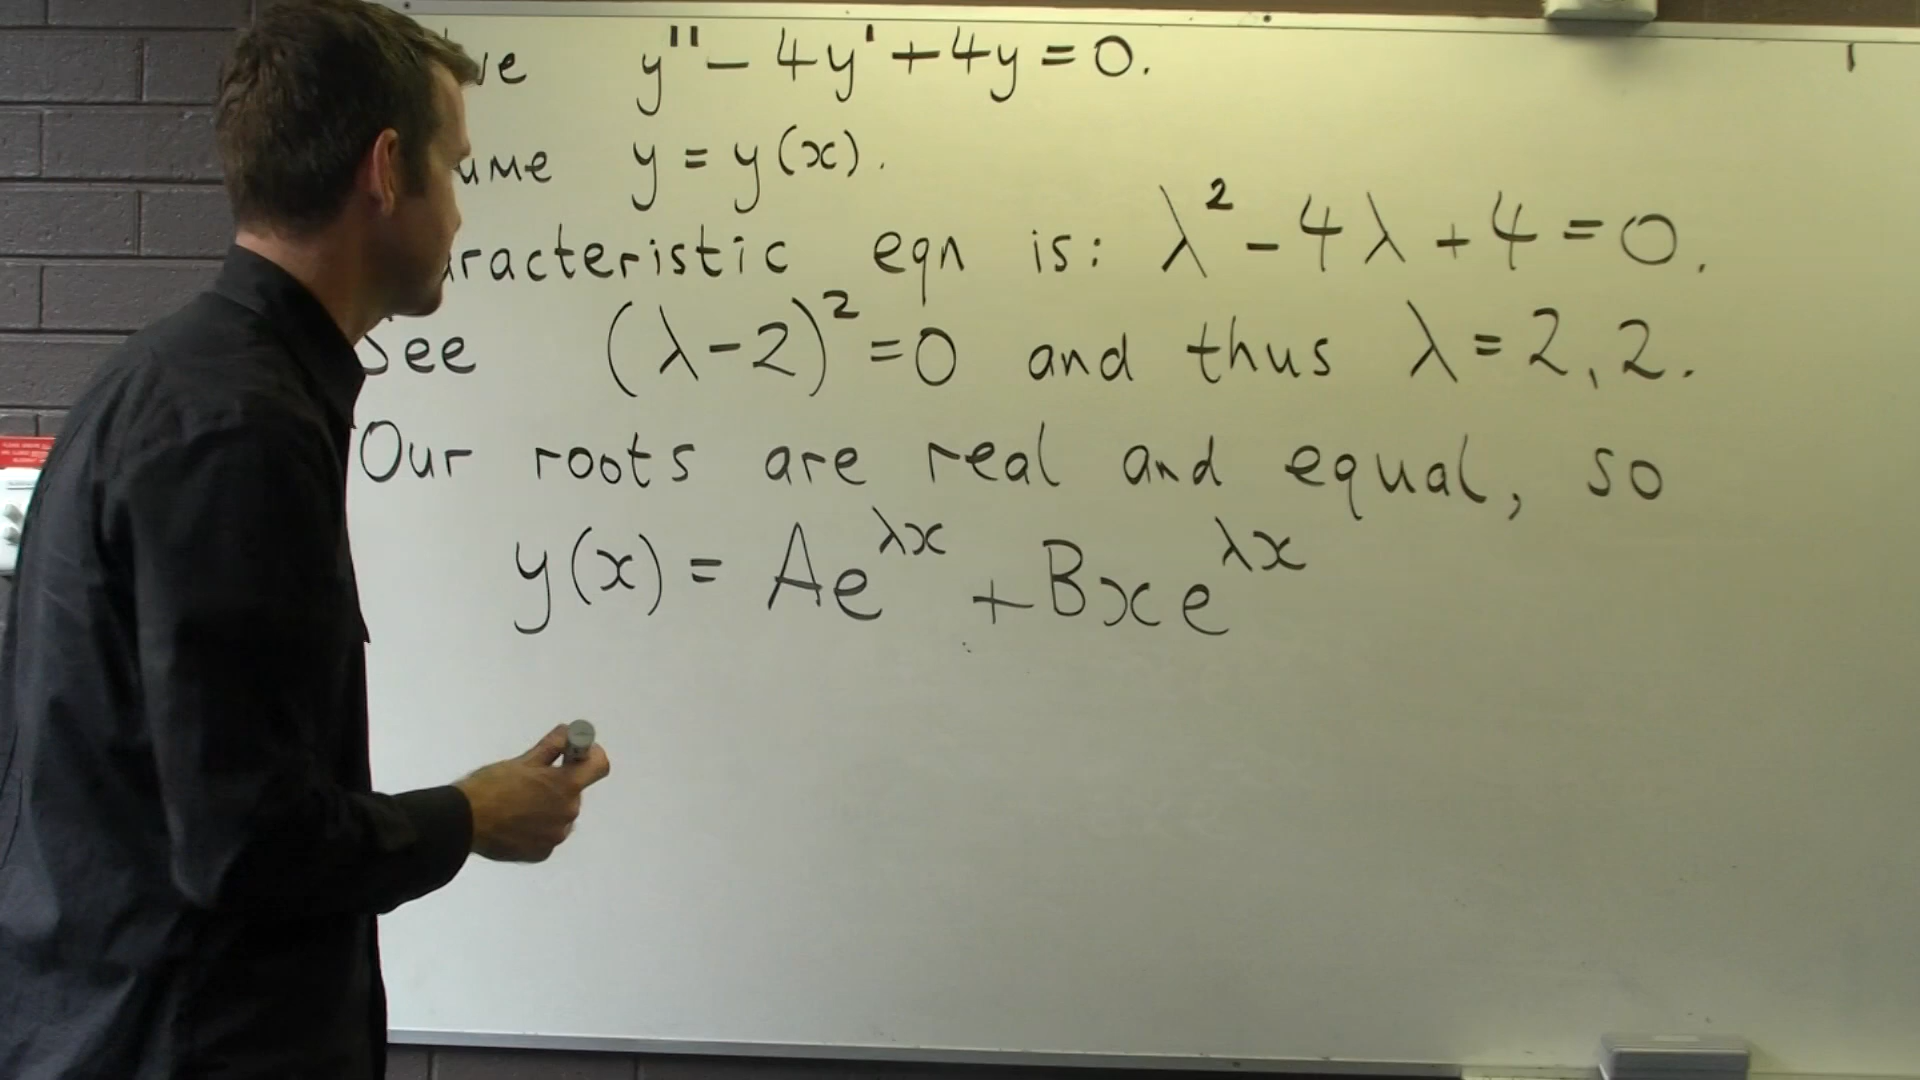 y'' - 4y' + 4y = 0.
y = y(x).
eqn is: λ² - 4λ + 4 = 0.
See (λ-2)² = 0 and thus λ = 2, 2.
Our roots are real and equal, so
y(x) = Ae^{λx} + Bxe^{λx}